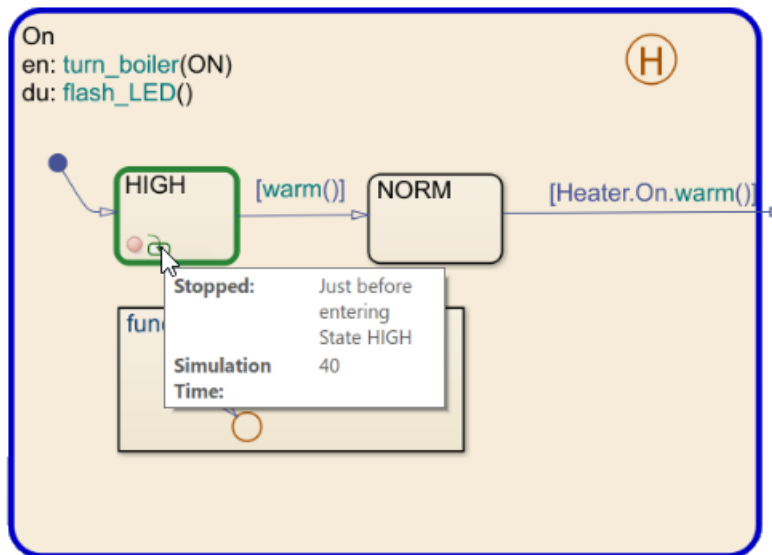 On
en: turn_boiler(ON)
du: flash_LED()
H
HIGH
[warm()]
NORM
[Heater.On.warm()]
Stopped: Just before
entering
State HIGH
Simulation 40
Time:
func